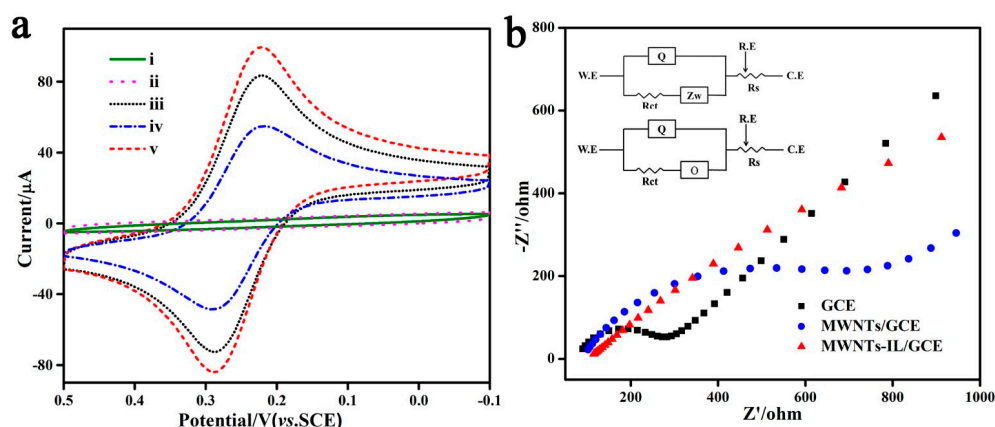 a
i
ii
iii
iv
v
80
40
0
-40
-80
Current/μA
0.5 0.4 0.3 0.2 0.1 0.0 -0.1
Potential/V(vs.SCE)
b
800
600
400
200
0
-Z''/ohm
Q
R.E
W.E
C.E
Rct
Zw
Rs
Q
R.E
W.E
C.E
Rct
O
Rs
GCE
MWNTs/GCE
MWNTs-IL/GCE
200 400 600 800 1000
Z'/ohm